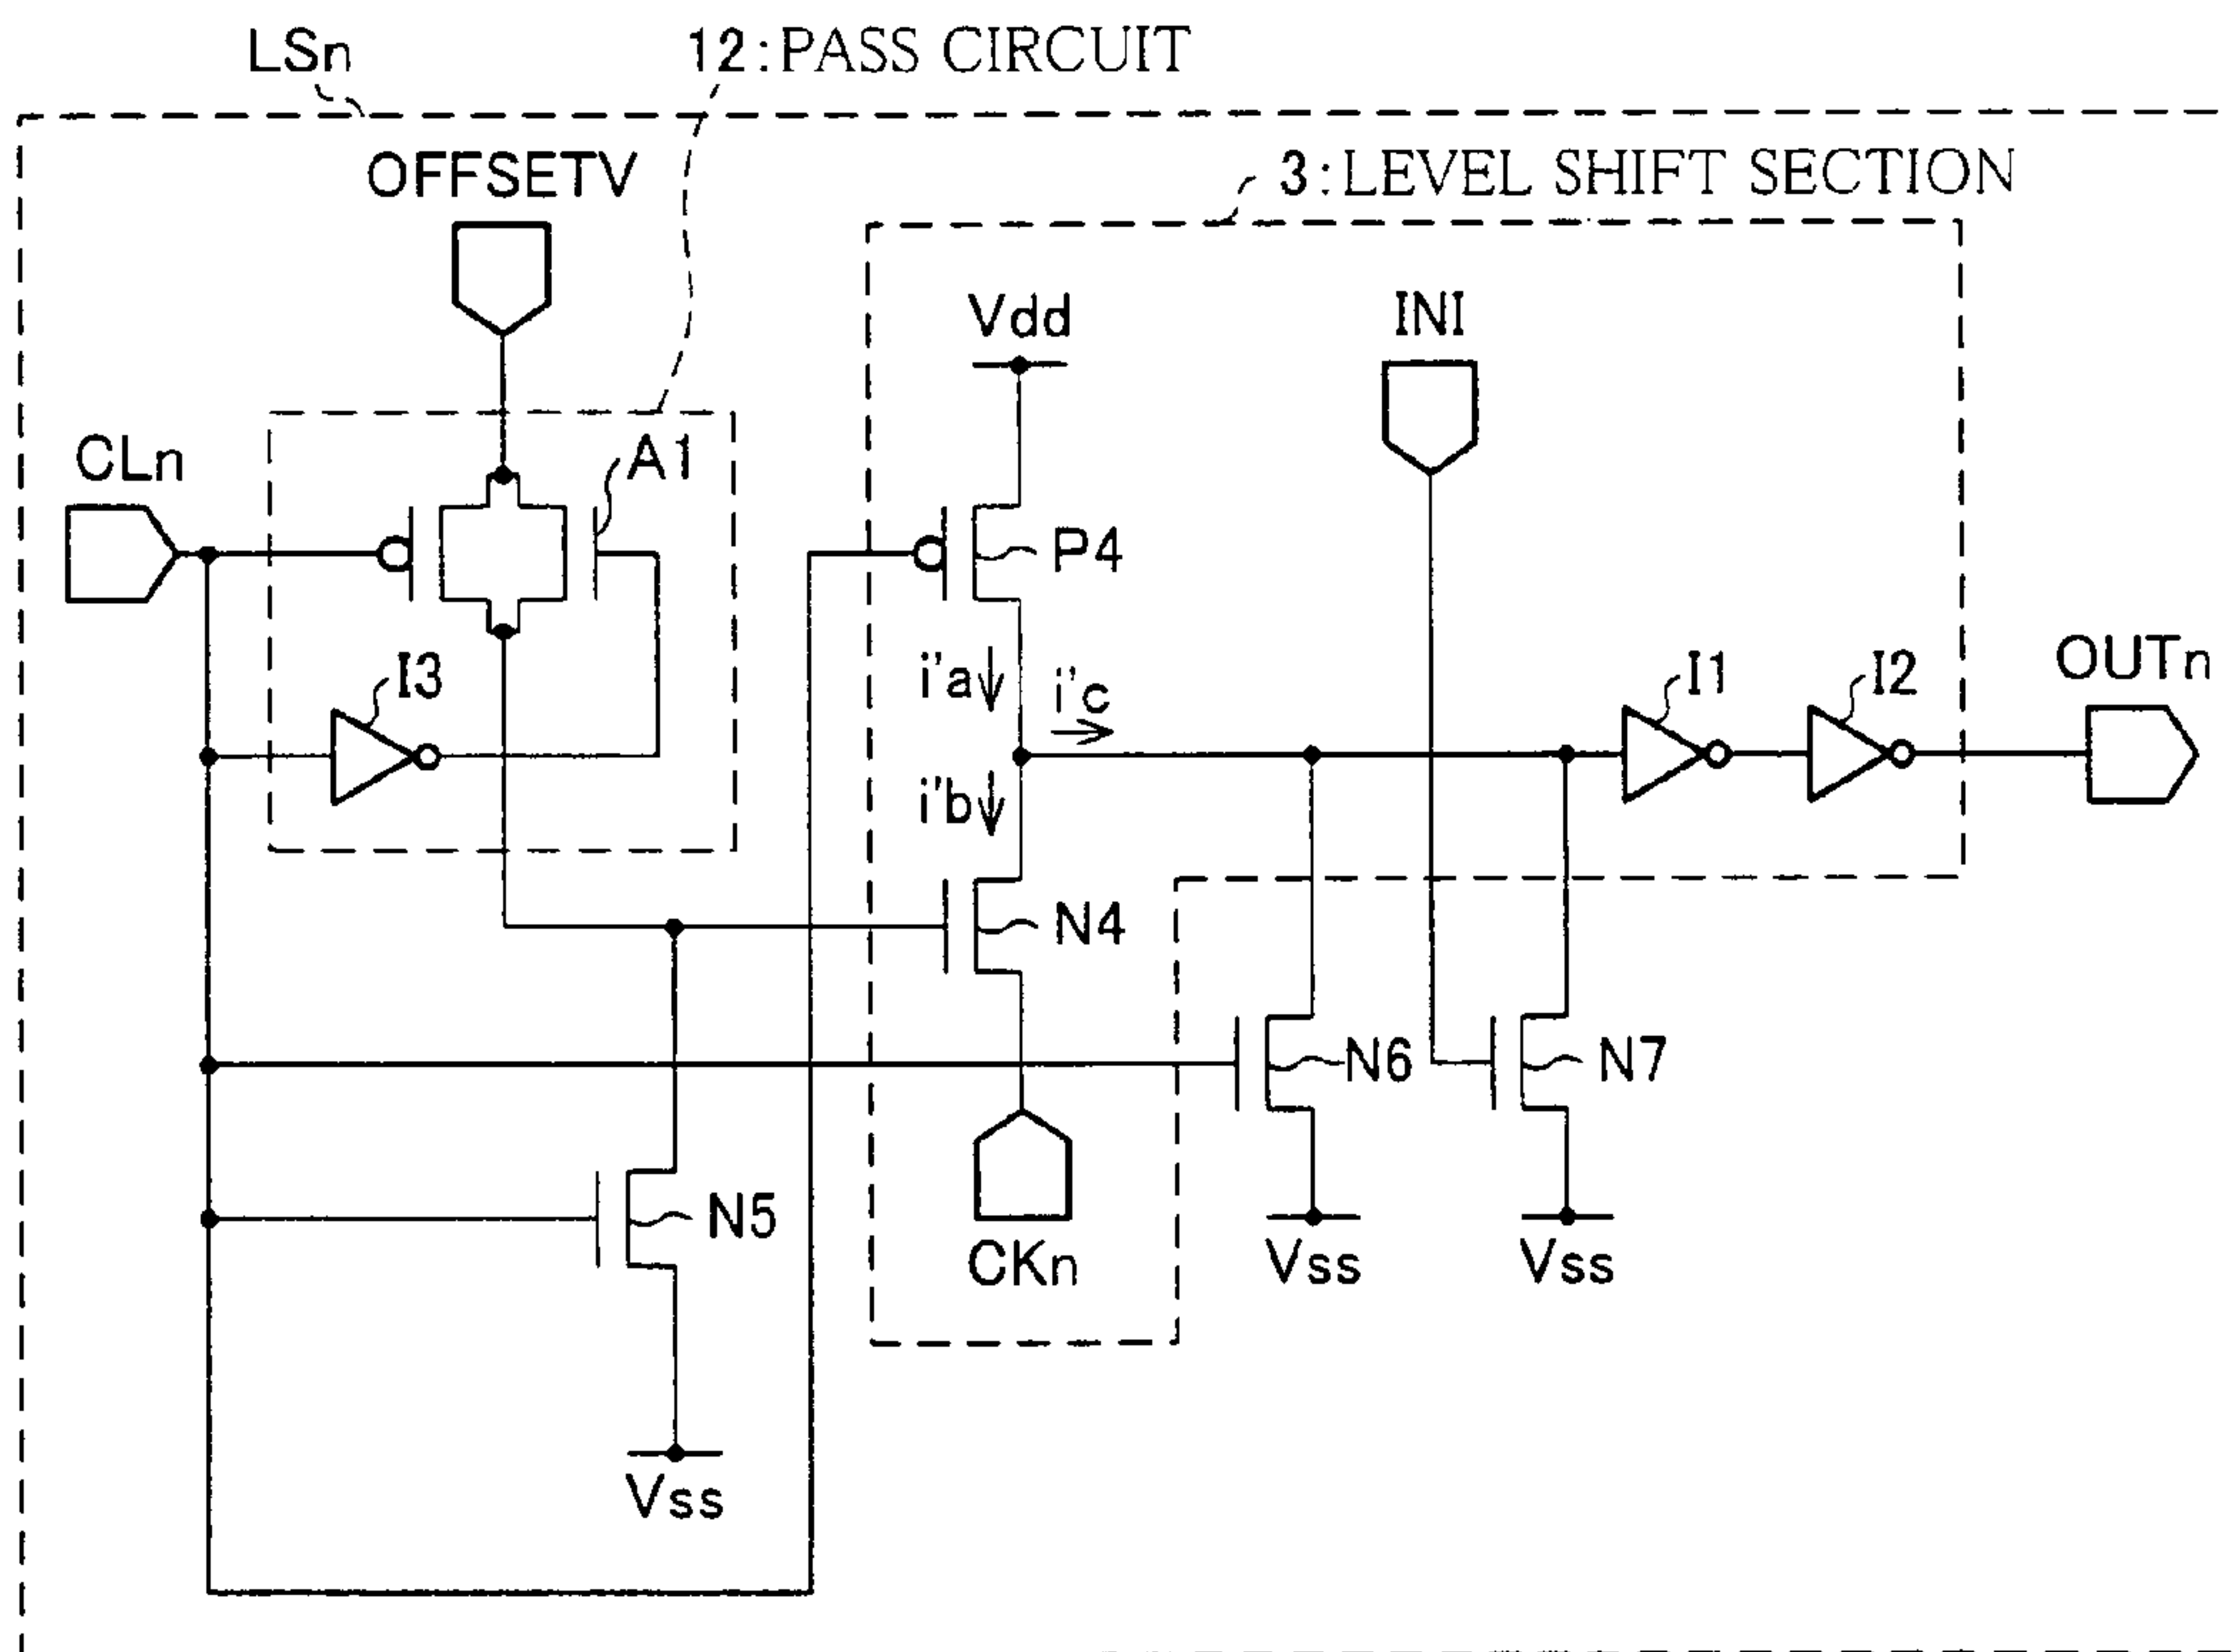 LSn
12:PASS CIRCUIT
OFFSETV
3:LEVEL SHIFT SECTION
Vdd
INI
CLn
A1
P4
I3
i'a
i'c
I1
I2
OUTn
i'b
N4
N6
N7
N5
CKn
Vss
Vss
Vss